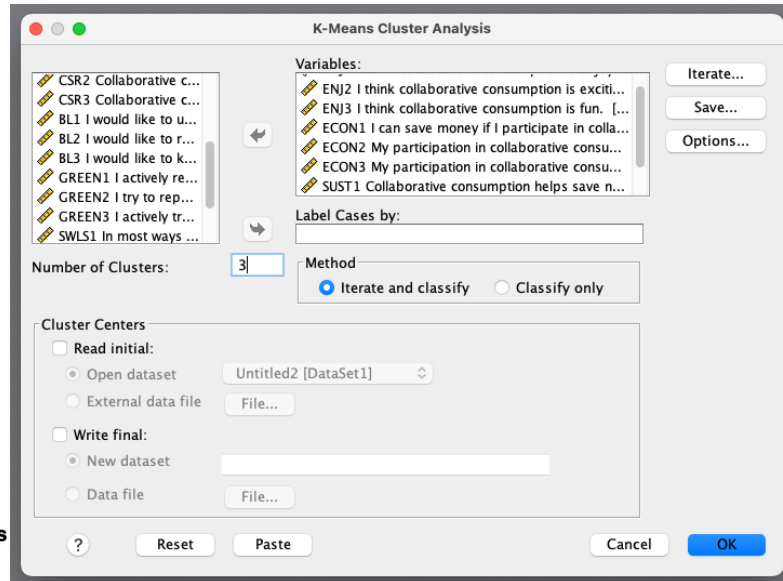 K-Means Cluster Analysis
Variables:
CSR2 Collaborative c...
CSR3 Collaborative c...
BL1 I would like to u...
BL2 I would like to r...
BL3 I would like to k...
GREEN1 I actively re...
GREEN2 I try to rep...
GREEN3 I actively tr...
SWLS1 In most ways ...
ENJ2 I think collaborative consumption is exciti...
ENJ3 I think collaborative consumption is fun. [...
ECON1 I can save money if I participate in colla...
ECON2 My participation in collaborative consu...
ECON3 My participation in collaborative consu...
SUST1 Collaborative consumption helps save n...
Iterate...
Save...
Options...
Label Cases by:
Number of Clusters: 3
Method
Iterate and classify Classify only
Cluster Centers
Read initial:
Open dataset Untitled2 [DataSet1]
External data file File...
Write final:
New dataset
Data file File...
s
? Reset Paste Cancel OK